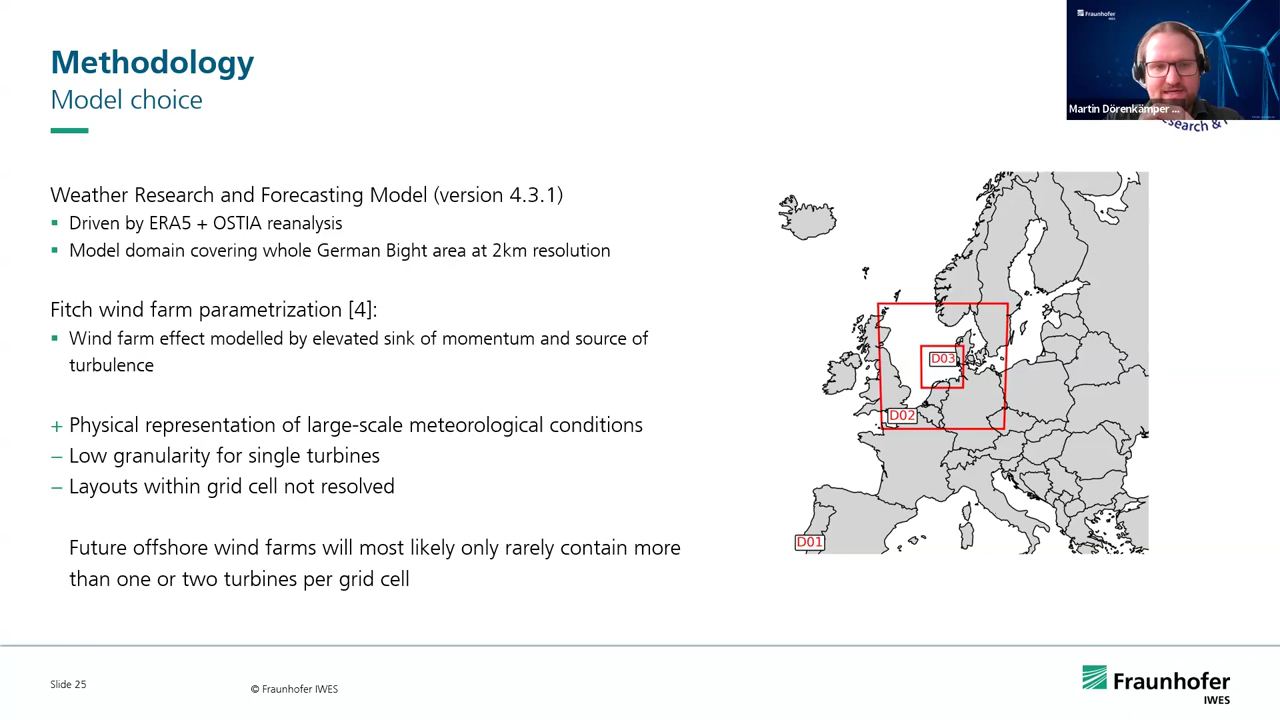 Methodology
Model choice
Fraunhofer
IWES
Martin Dörenkämper ...
search &
Weather Research and Forecasting Model (version 4.3.1)
▪ Driven by ERA5 + OSTIA reanalysis
▪ Model domain covering whole German Bight area at 2km resolution
Fitch wind farm parametrization [4]:
▪ Wind farm effect modelled by elevated sink of momentum and source of
turbulence
+ Physical representation of large-scale meteorological conditions
– Low granularity for single turbines
– Layouts within grid cell not resolved
Future offshore wind farms will most likely only rarely contain more
than one or two turbines per grid cell
D03
D02
D01
Slide 25
© Fraunhofer IWES
Fraunhofer
IWES